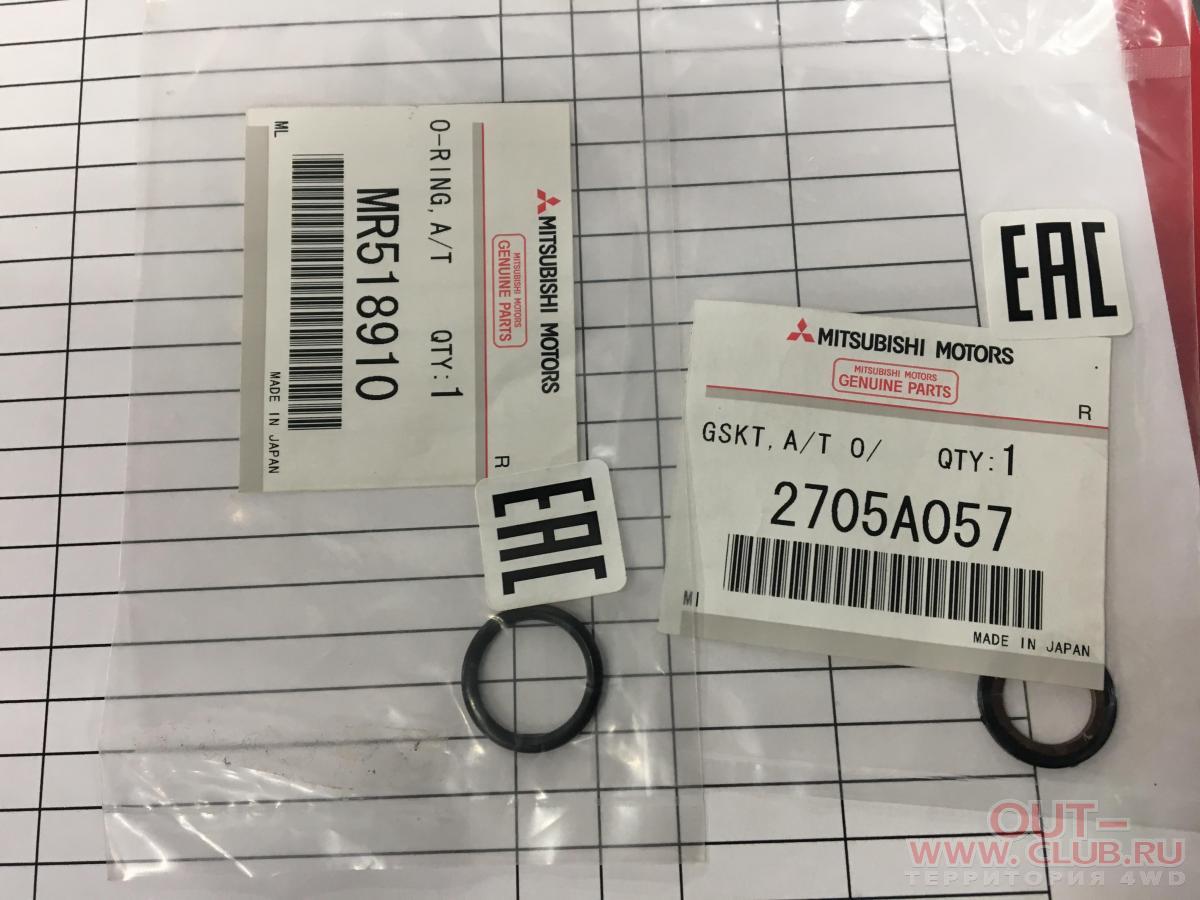 MITSUBISHI MOTORS
MITSUBISHI MOTORS
GENUINE PARTS
R
O-RING, A/T QTY:1
MR518910
ML
MADE IN JAPAN
EAC
EAC
MITSUBISHI MOTORS
MITSUBISHI MOTORS
GENUINE PARTS
R
GSKT, A/T O/ QTY:1
2705A057
MI
MADE IN JAPAN
OUT-
WWW.CLUB.RU
ТЕРРИТОРИЯ 4WD